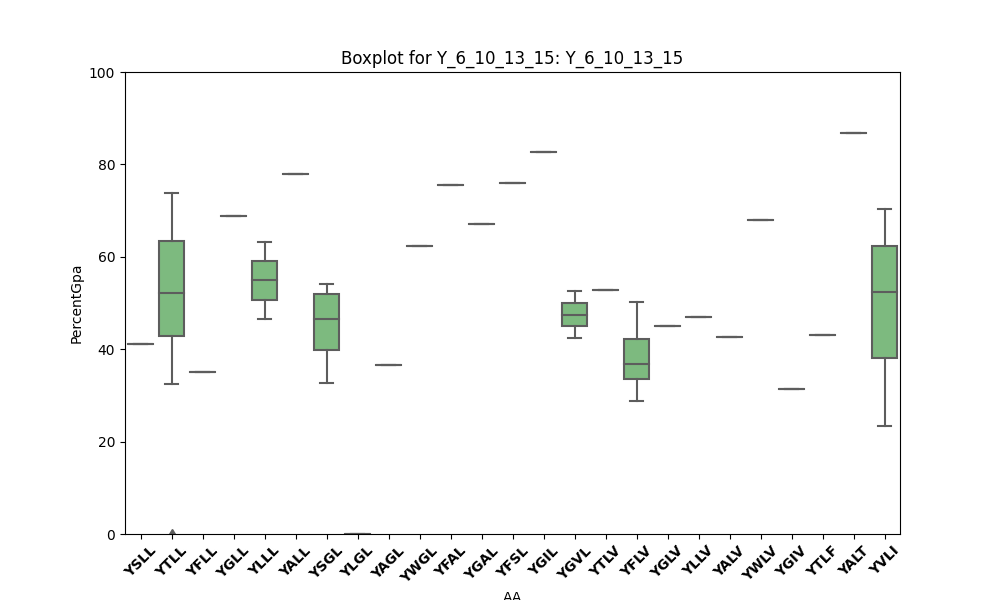 Boxplot for Y_6_10_13_15: Y_6_10_13_15
100
80
60
40
20
0
PercentGpa
YSLL YTLL YFLL YGLL YLLL YALL YSGL YLGL YAGL YWGL YFAL YGAL YFSL YGIL YGVL YTLV YFLV YGLV YLLV YALV YWLV YGIV YTLF YALT YVLI
AA